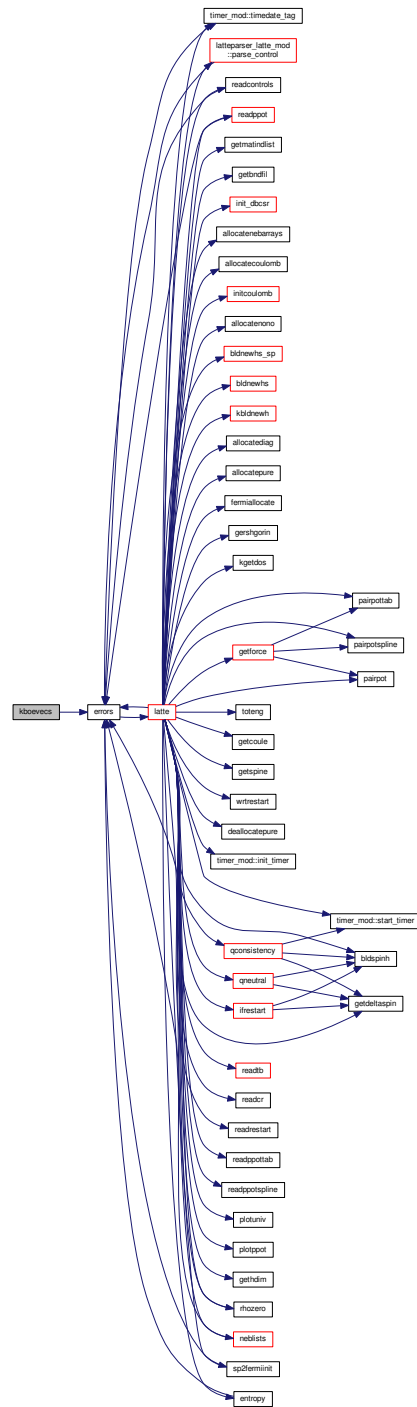 timer_mod::timedate_tag
latteparser_latte_mod
::parse_control
readcontrols
readppot
getmatindlist
getbndfil
init_dbcsr
allocatenebarrays
allocatecoulomb
initcoulomb
allocatenono
bldnewhs_sp
bldnewhs
kbldnewh
allocatediag
allocatepure
fermiallocate
gershgorin
kgetdos
pairpottab
pairpotspline
getforce
pairpot
kboevecs
errors
latte
toteng
getcoule
getspine
wrtrestart
deallocatepure
timer_mod::init_timer
timer_mod::start_timer
qconsistency
bldspinh
qneutral
getdeltaspin
ifrestart
readtb
readcr
readrestart
readppottab
readppotspline
plotuniv
plotppot
gethdim
rhozero
neblists
sp2fermiinit
entropy